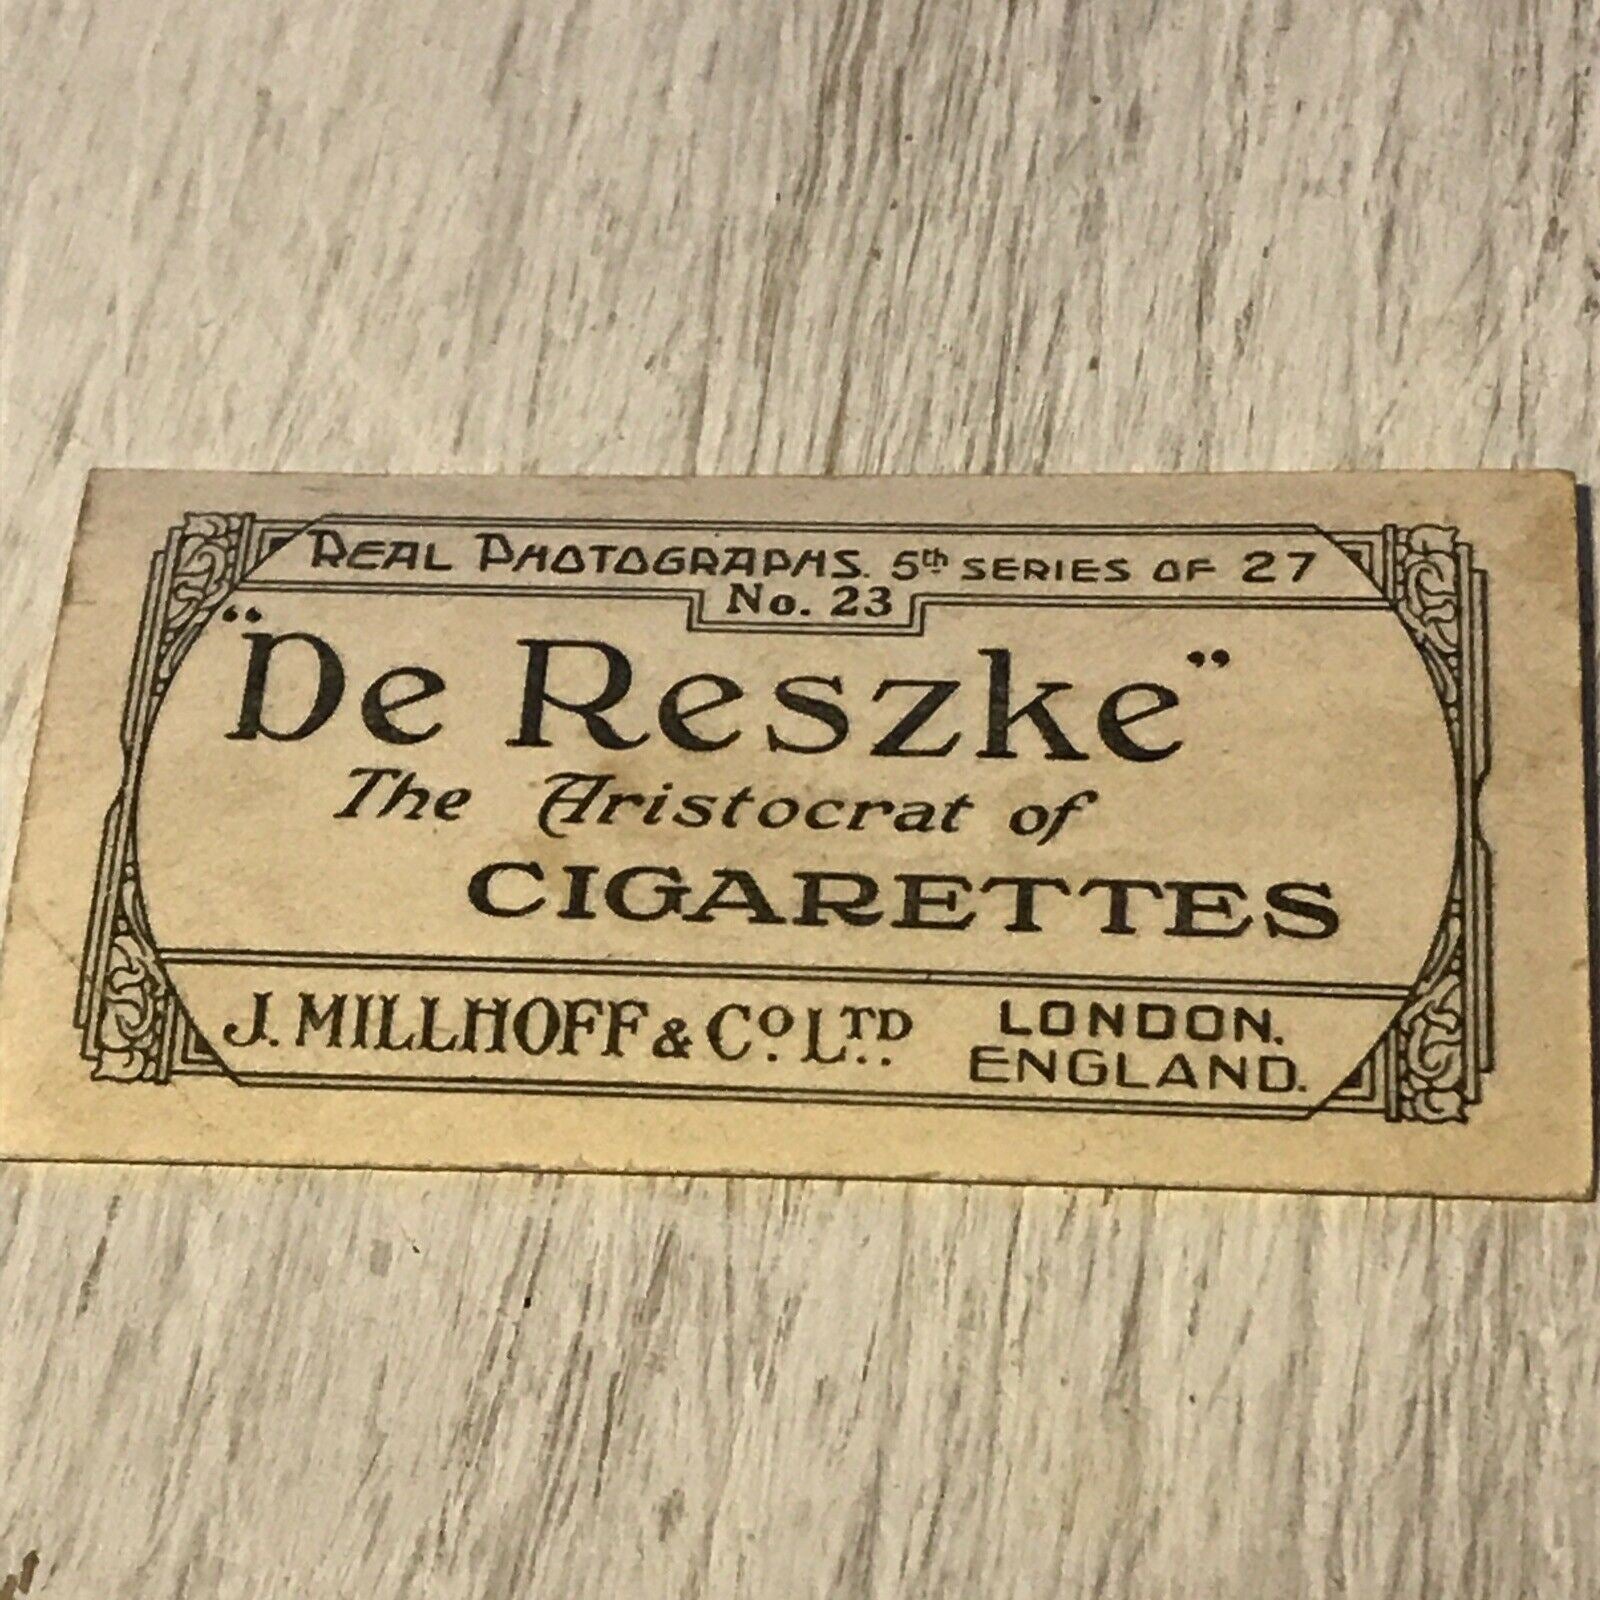 REAL PHOTOGRAPHS. 5th SERIES OF 27
No. 23
"De Reszke"
The Aristocrat of
CIGARETTES
J. MILLHOFF & Co. LTD. LONDON.
ENGLAND.